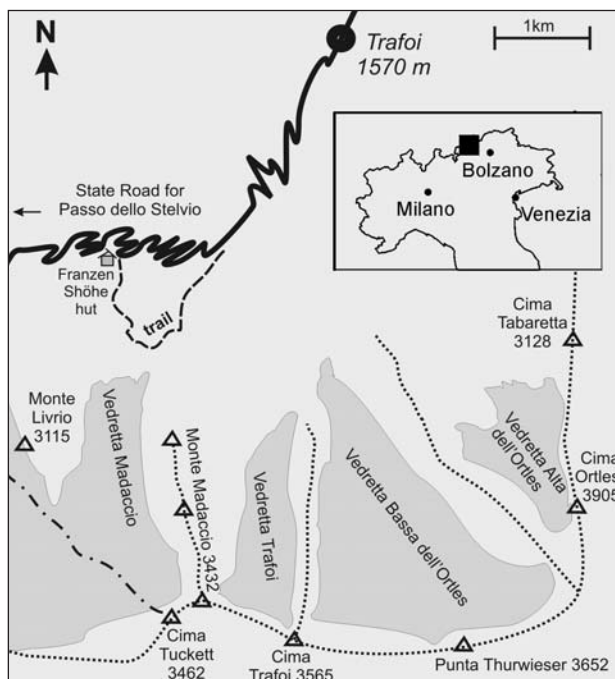 N
Trafoi
1570 m
1km
Bolzano
Milano
Venezia
State Road for
Passo dello Stelvio
Franzen
Shöhe
hut
trail
Cima
Tabaretta
3128
Monte
Livrio
3115
Vedretta Madaccio
Monte Madaccio 3432
Vedretta Trafoi
Vedretta Bassa
dell'Ortles
Vedretta Alta
dell'Ortles
Cima
Ortles
3905
Cima
Tuckett
3462
Cima
Trafoi 3565
Punta Thurwieser 3652